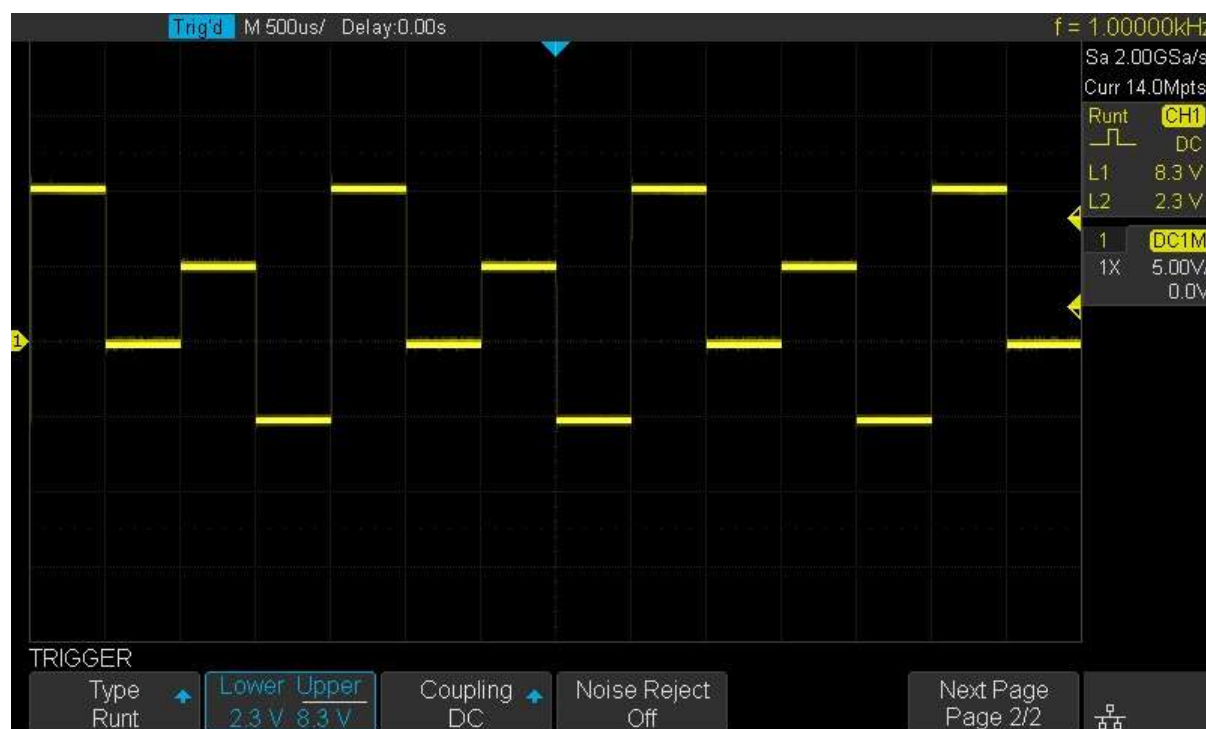 Trig'd M 500us/ Delay:0.00s f = 1.00000kHz
Sa 2.00GSa/s
Curr 14.0Mpts
Runt CH1
DC
L1 8.3 V
L2 2.3 V
1 DC1M
1X 5.00V/
0.0V
1
TRIGGER
Type Lower Upper Coupling Noise Reject Next Page
Runt 2.3 V 8.3 V DC Off Page 2/2